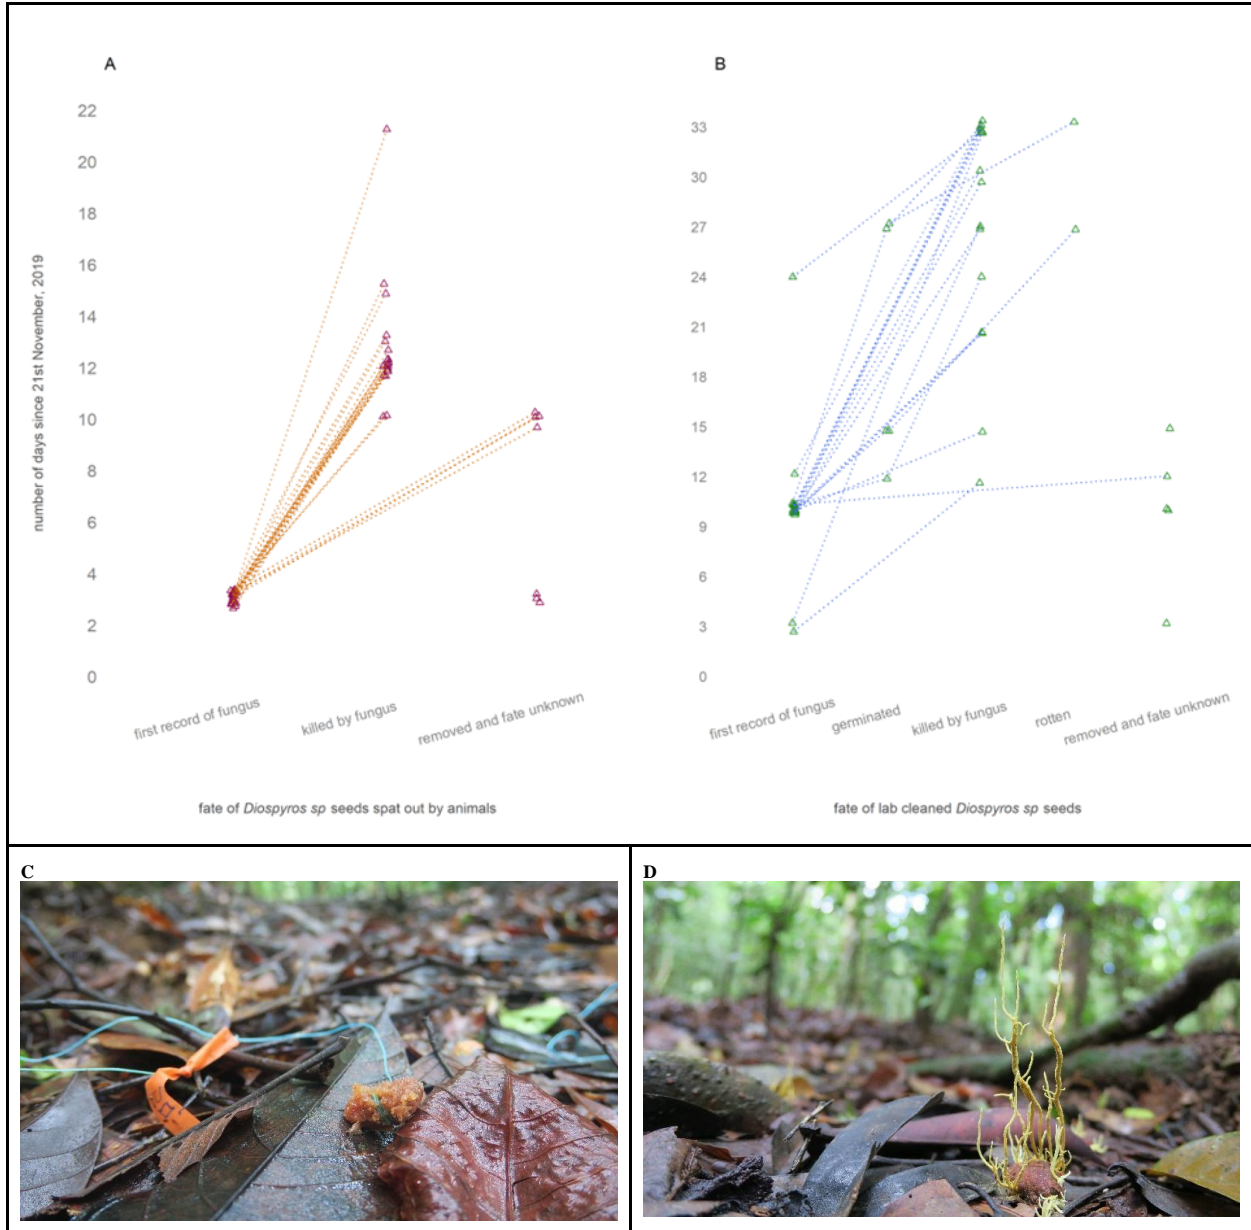 A
22
20
18
16
14
12
10
8
6
4
2
0
number of days since 21st November, 2019
first record of fungus
killed by fungus
removed and fate unknown
fate of Diospyros sp seeds spat out by animals
B
33
30
27
24
21
18
15
12
9
6
3
0
first record of fungus
germinated
killed by fungus
rotten
removed and fate unknown
fate of lab cleaned Diospyros sp seeds
C
D